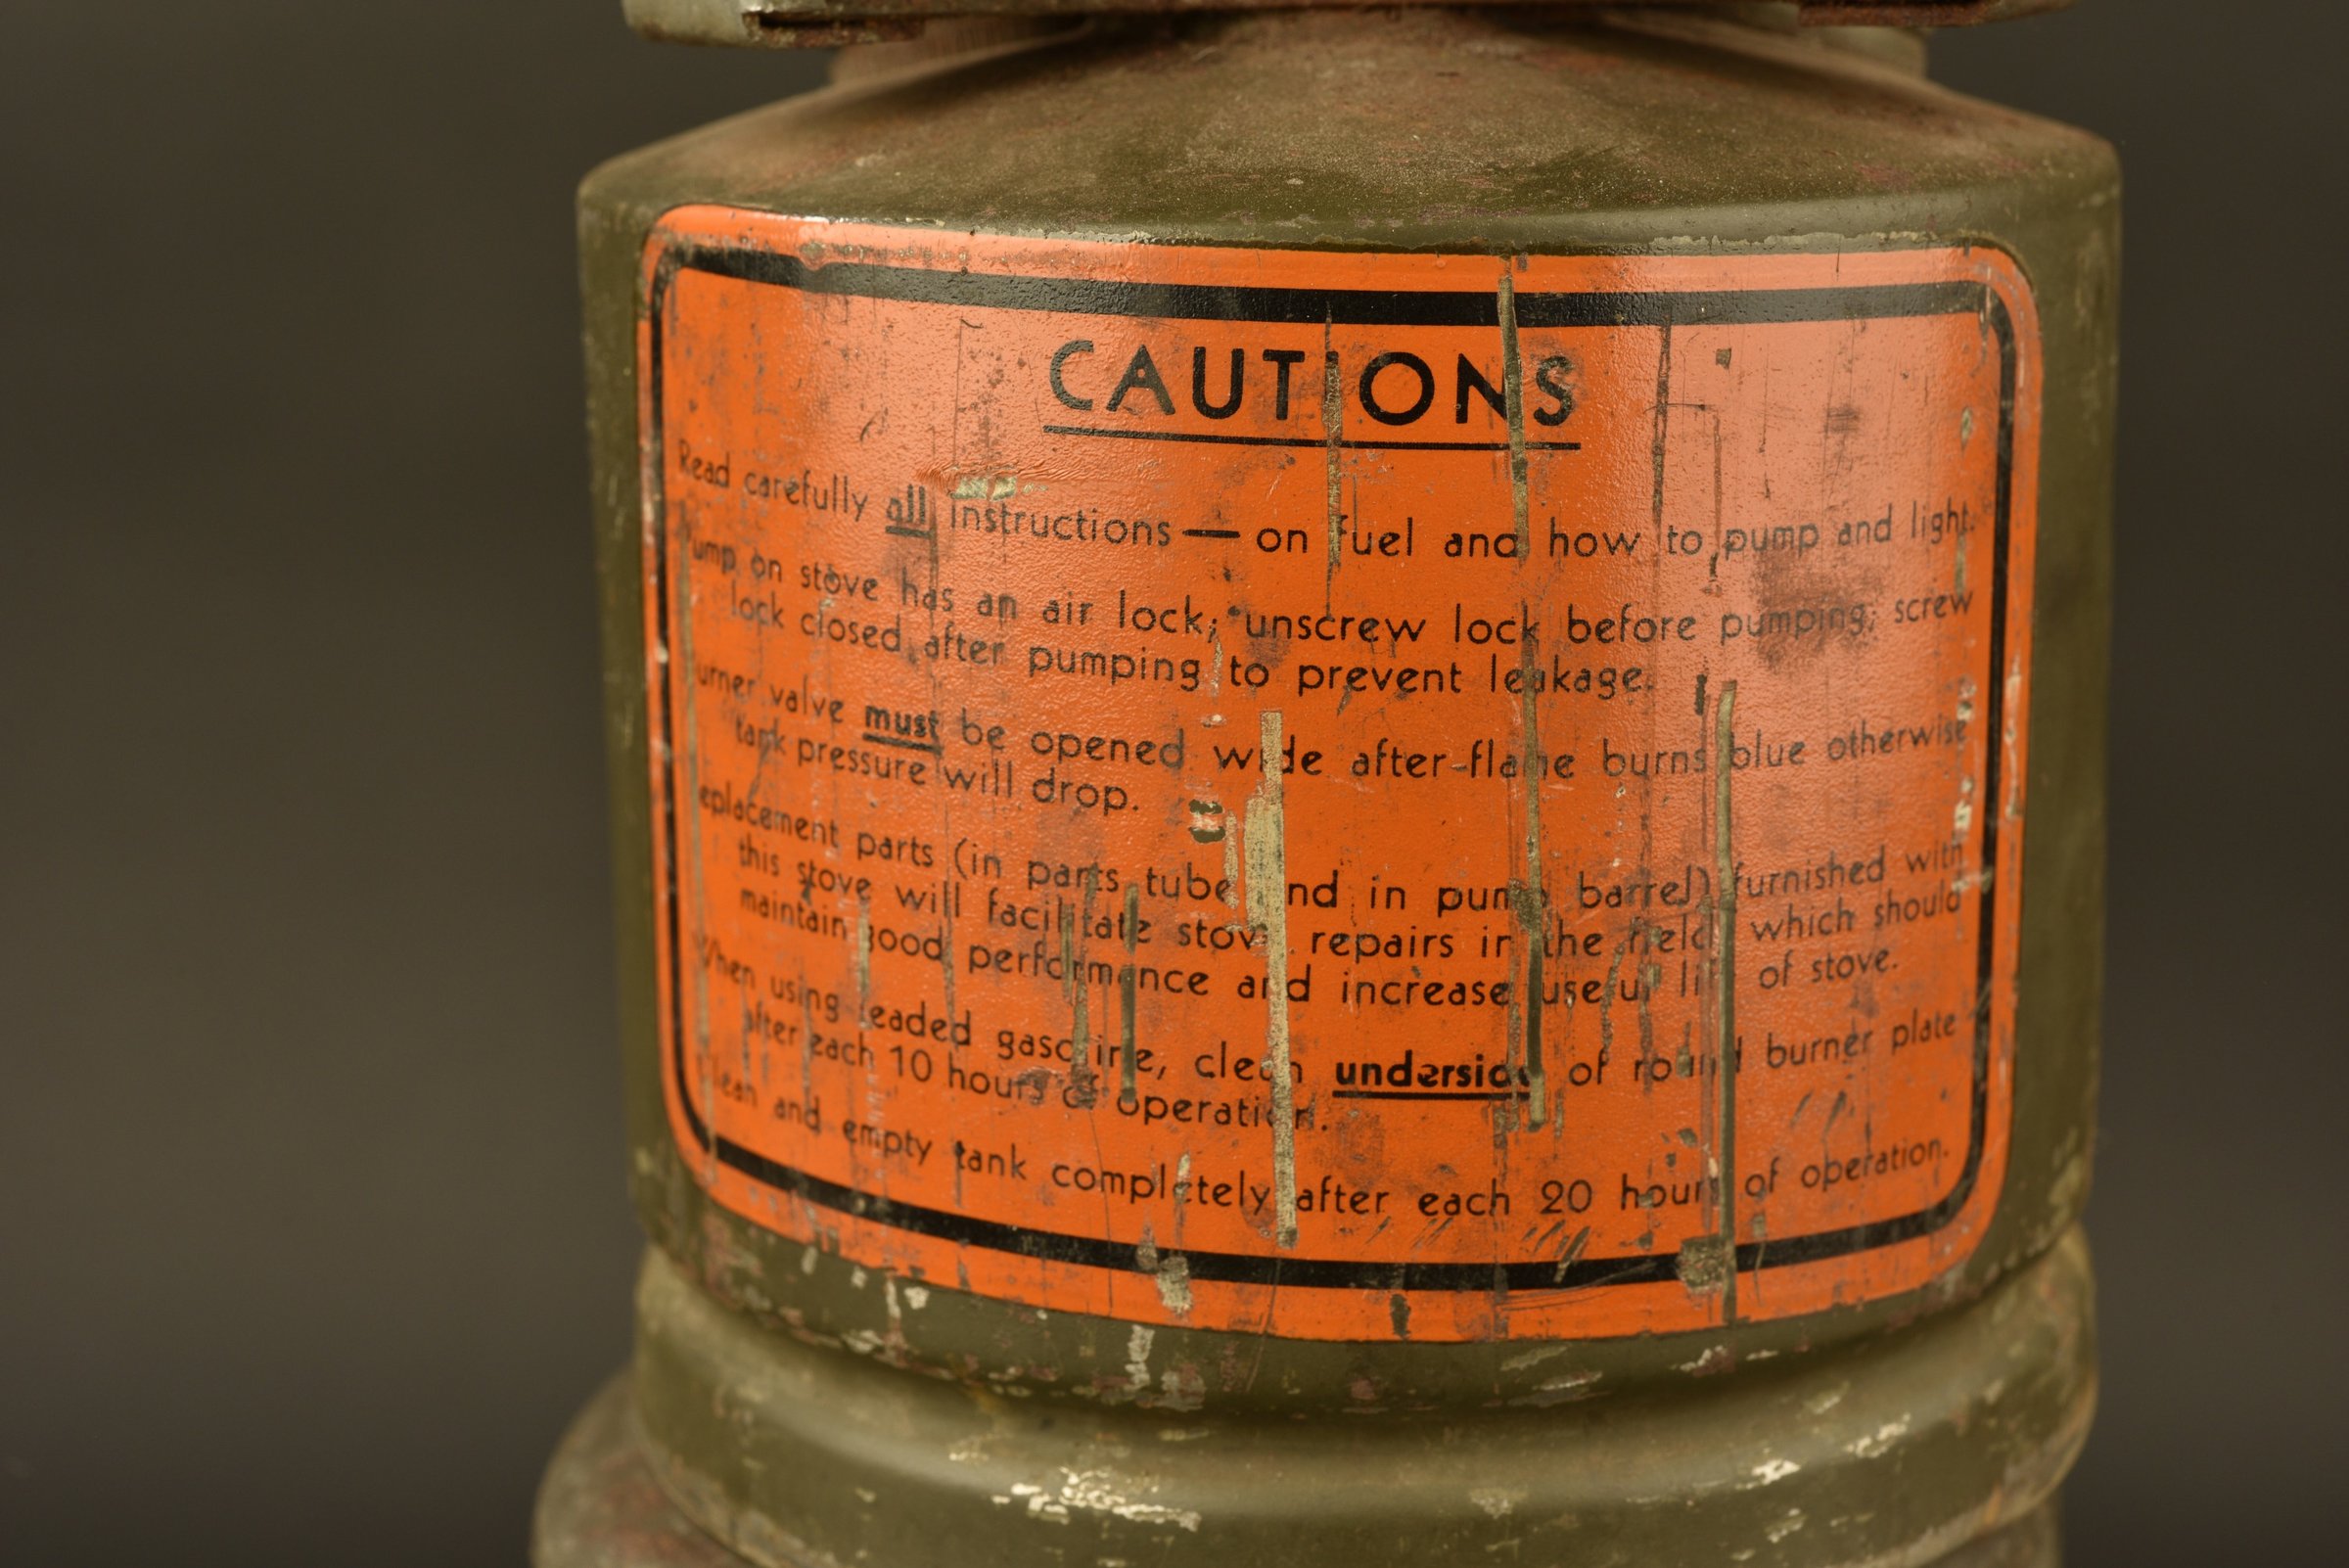 CAUTIONS
Read carefully all instructions — on fuel and how to pump and light.
Pump on stove has an air lock; unscrew lock before pumping; screw
lock closed after pumping to prevent leakage.
Burner valve must be opened wide after flame burns blue otherwise
tank pressure will drop.
Replacement parts (in parts tube and in pump barrel) furnished with
this stove will facilitate stove repairs in the field which should
maintain good performance and increase useful life of stove.
When using leaded gasoline, clean underside of round burner plate
after each 10 hours of operation.
Clean and empty tank completely after each 20 hours of operation.